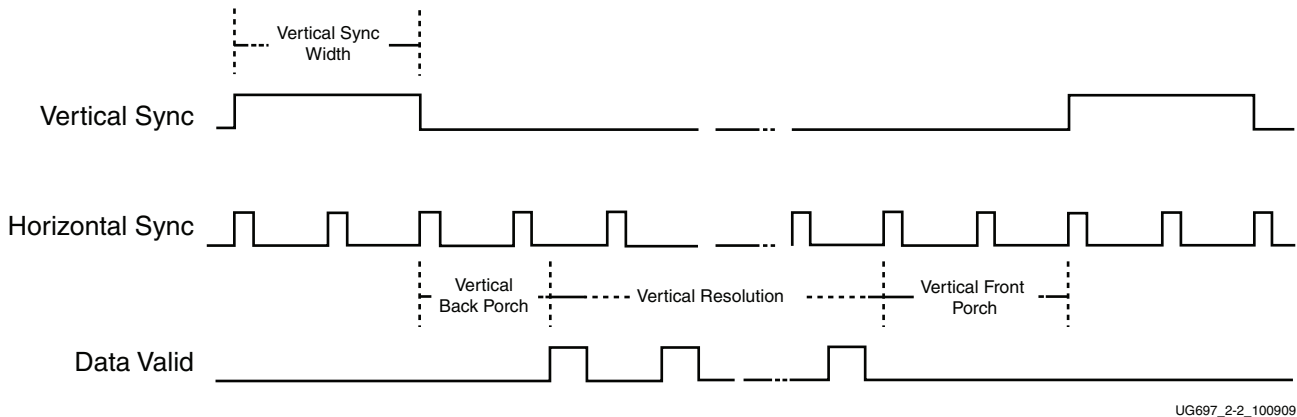 Vertical Sync
Width
Vertical Sync
Horizontal Sync
Vertical
Back Porch
Vertical Resolution
Vertical Front
Porch
Data Valid
UG697_2-2_100909